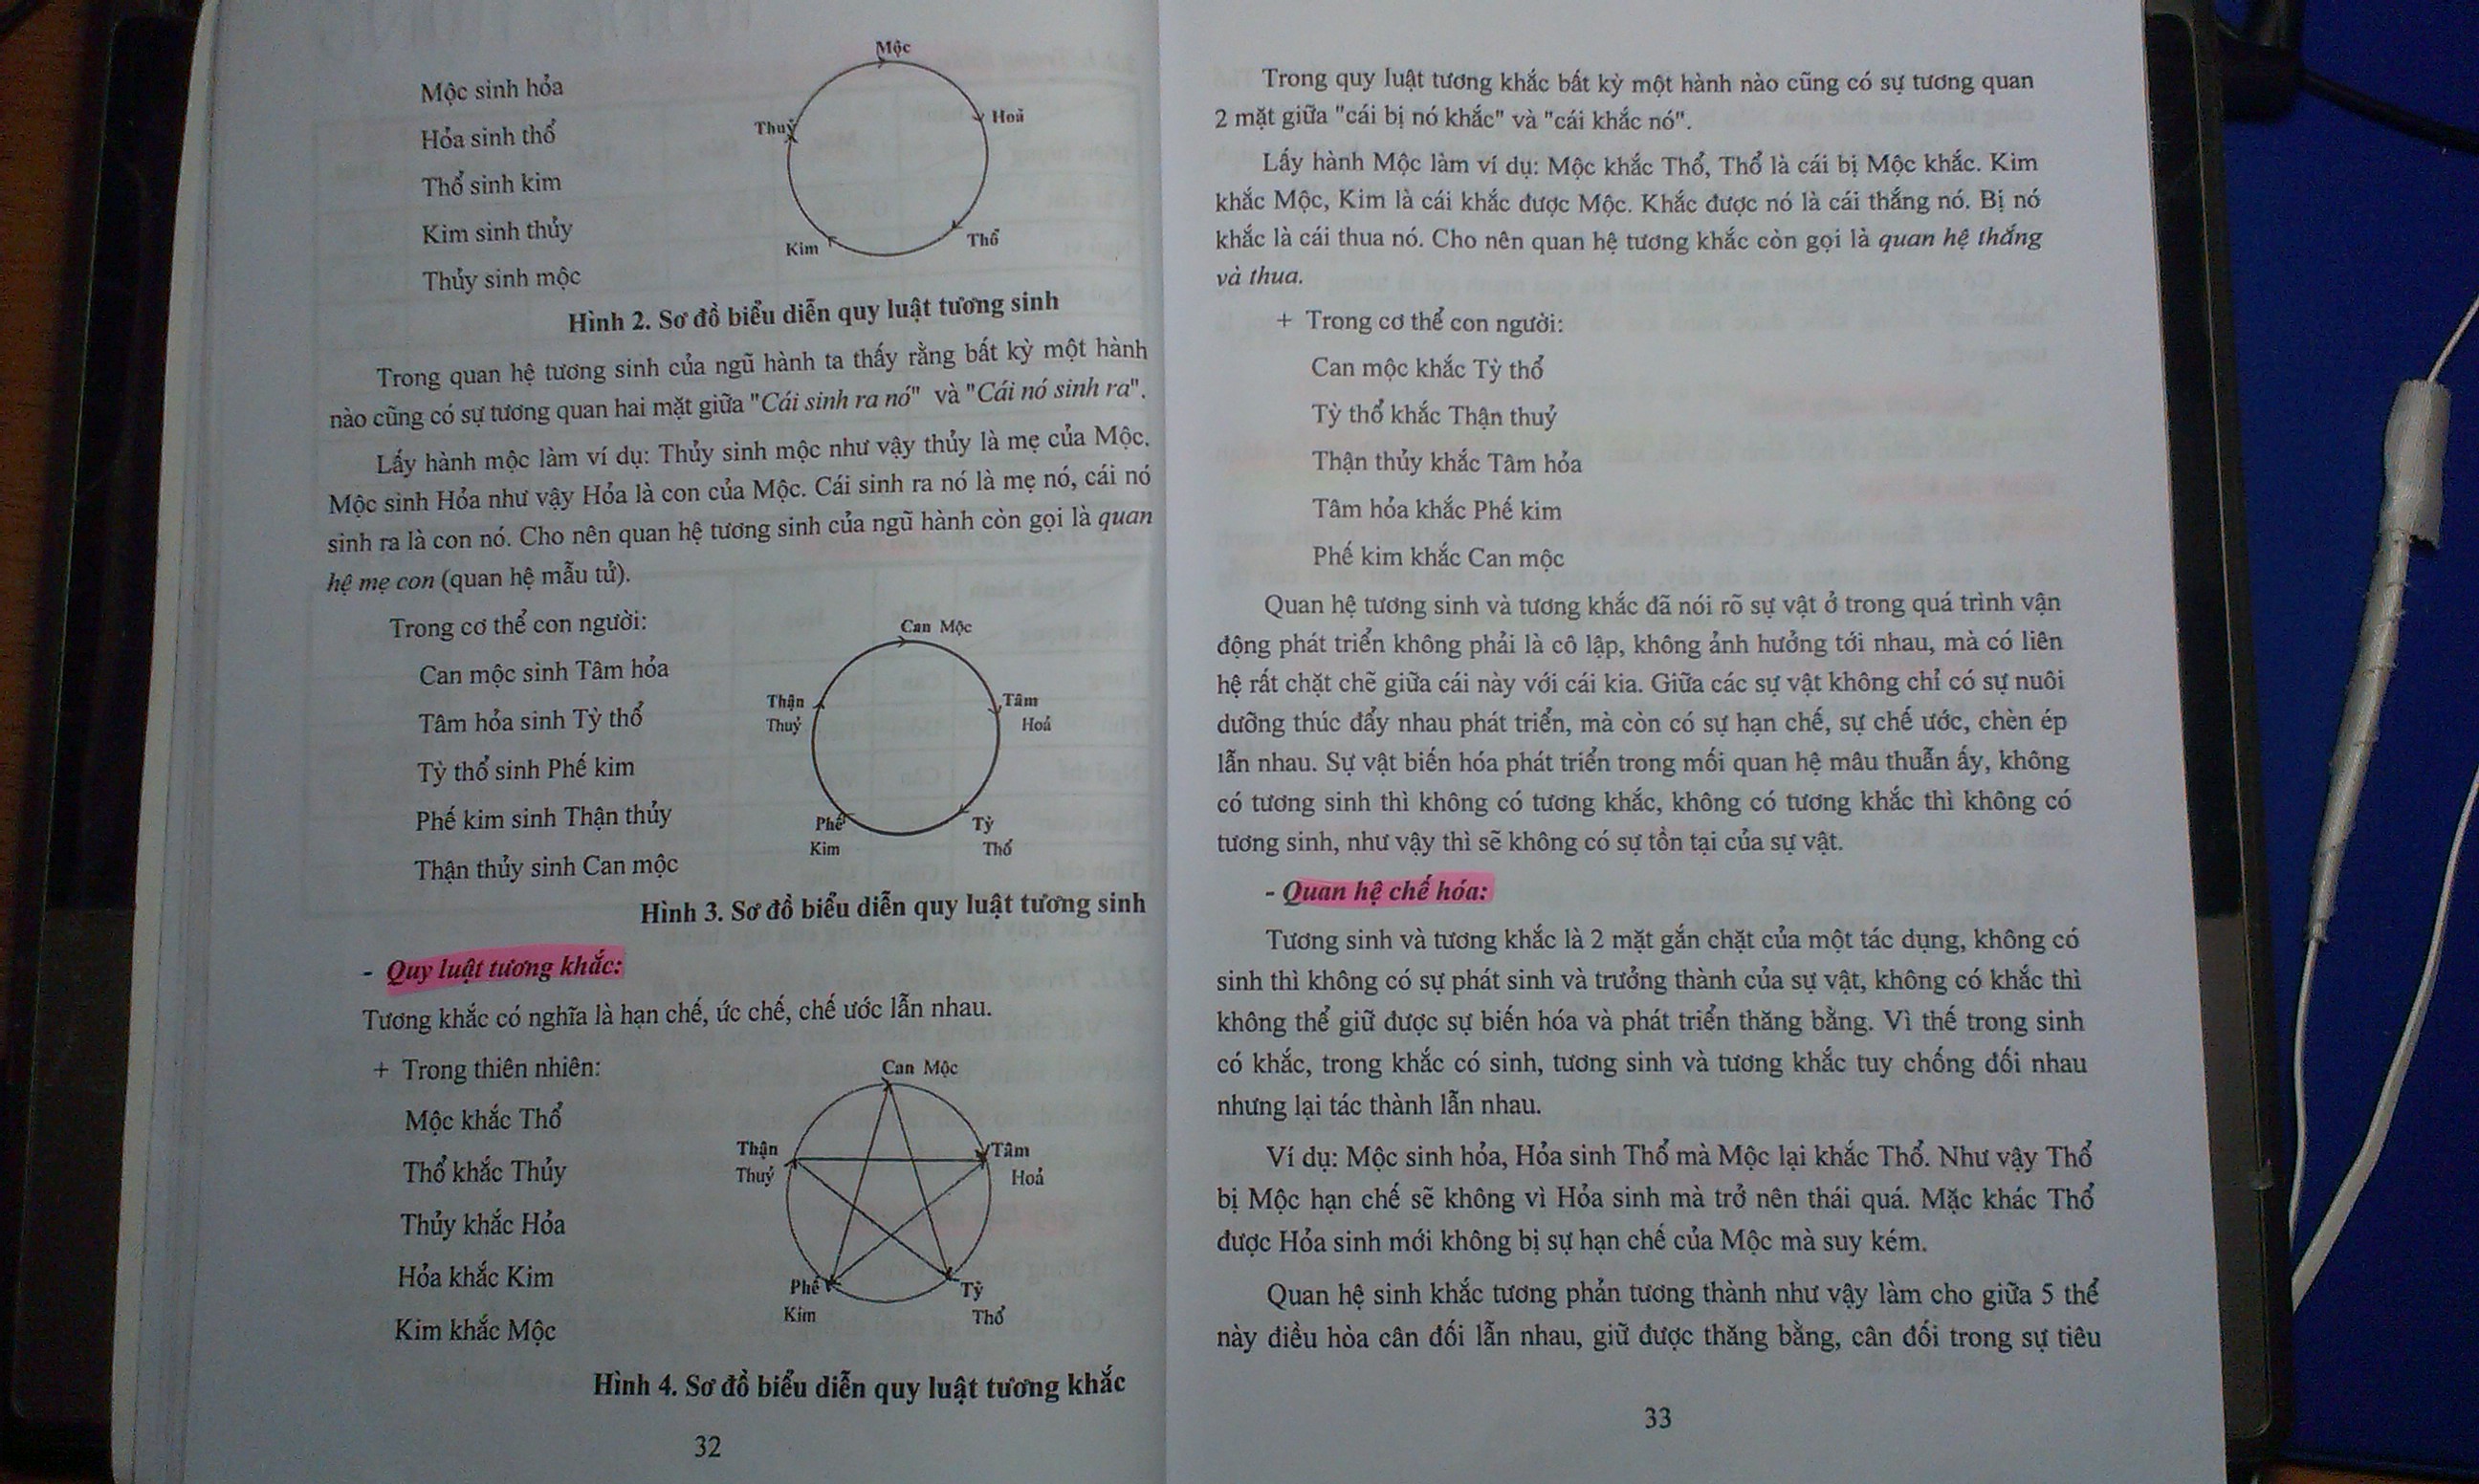 Mộc sinh hỏa
Hỏa sinh thổ
Thổ sinh kim
Kim sinh thủy
Thủy sinh mộc
Mộc
Hoả
Thổ
Kim
Thuỷ
Hình 2. Sơ đồ biểu diễn quy luật tương sinh
Trong quan hệ tương sinh của ngũ hành ta thấy rằng bất kỳ một hành
nào cũng có sự tương quan hai mặt giữa "Cái sinh ra nó" và "Cái nó sinh ra".
Lấy hành mộc làm ví dụ: Thủy sinh mộc như vậy thủy là mẹ của Mộc.
Mộc sinh Hỏa như vậy Hỏa là con của Mộc. Cái sinh ra nó là mẹ nó, cái nó
sinh ra là con nó. Cho nên quan hệ tương sinh của ngũ hành còn gọi là quan
hệ mẹ con (quan hệ mẫu tử).
Trong cơ thể con người:
Can mộc sinh Tâm hỏa
Tâm hỏa sinh Tỳ thổ
Tỳ thổ sinh Phế kim
Phế kim sinh Thận thủy
Thận thủy sinh Can mộc
Can Mộc
Tâm
Hoả
Tỳ
Thổ
Phế
Kim
Thận
Thuỷ
Hình 3. Sơ đồ biểu diễn quy luật tương sinh
- Quy luật tương khắc:
Tương khắc có nghĩa là hạn chế, ức chế, chế ước lẫn nhau.
+ Trong thiên nhiên:
Mộc khắc Thổ
Thổ khắc Thủy
Thủy khắc Hỏa
Hỏa khắc Kim
Kim khắc Mộc
Can Mộc
Tâm
Hoả
Tỳ
Thổ
Phế
Kim
Thận
Thuỷ
Hình 4. Sơ đồ biểu diễn quy luật tương khắc
32
Trong quy luật tương khắc bất kỳ một hành nào cũng có sự tương quan
2 mặt giữa "cái bị nó khắc" và "cái khắc nó".
Lấy hành Mộc làm ví dụ: Mộc khắc Thổ, Thổ là cái bị Mộc khắc. Kim
khắc Mộc, Kim là cái khắc được Mộc. Khắc được nó là cái thắng nó. Bị nó
khắc là cái thua nó. Cho nên quan hệ tương khắc còn gọi là quan hệ thắng
và thua.
+ Trong cơ thể con người:
Can mộc khắc Tỳ thổ
Tỳ thổ khắc Thận thuỷ
Thận thủy khắc Tâm hỏa
Tâm hỏa khắc Phế kim
Phế kim khắc Can mộc
Quan hệ tương sinh và tương khắc đã nói rõ sự vật ở trong quá trình vận
động phát triển không phải là cô lập, không ảnh hưởng tới nhau, mà có liên
hệ rất chặt chẽ giữa cái này với cái kia. Giữa các sự vật không chỉ có sự nuôi
dưỡng thúc đẩy nhau phát triển, mà còn có sự hạn chế, sự chế ước, chèn ép
lẫn nhau. Sự vật biến hóa phát triển trong mối quan hệ mâu thuẫn ấy, không
có tương sinh thì không có tương khắc, không có tương khắc thì không có
tương sinh, như vậy thì sẽ không có sự tồn tại của sự vật.
- Quan hệ chế hóa:
Tương sinh và tương khắc là 2 mặt gắn chặt của một tác dụng, không có
sinh thì không có sự phát sinh và trưởng thành của sự vật, không có khắc thì
không thể giữ được sự biến hóa và phát triển thăng bằng. Vì thế trong sinh
có khắc, trong khắc có sinh, tương sinh và tương khắc tuy chống đối nhau
nhưng lại tác thành lẫn nhau.
Ví dụ: Mộc sinh hỏa, Hỏa sinh Thổ mà Mộc lại khắc Thổ. Như vậy Thổ
bị Mộc hạn chế sẽ không vì Hỏa sinh mà trở nên thái quá. Mặc khác Thổ
được Hỏa sinh mới không bị sự hạn chế của Mộc mà suy kém.
Quan hệ sinh khắc tương phản tương thành như vậy làm cho giữa 5 thể
này điều hòa cân đối lẫn nhau, giữ được thăng bằng, cân đối trong sự tiêu
33